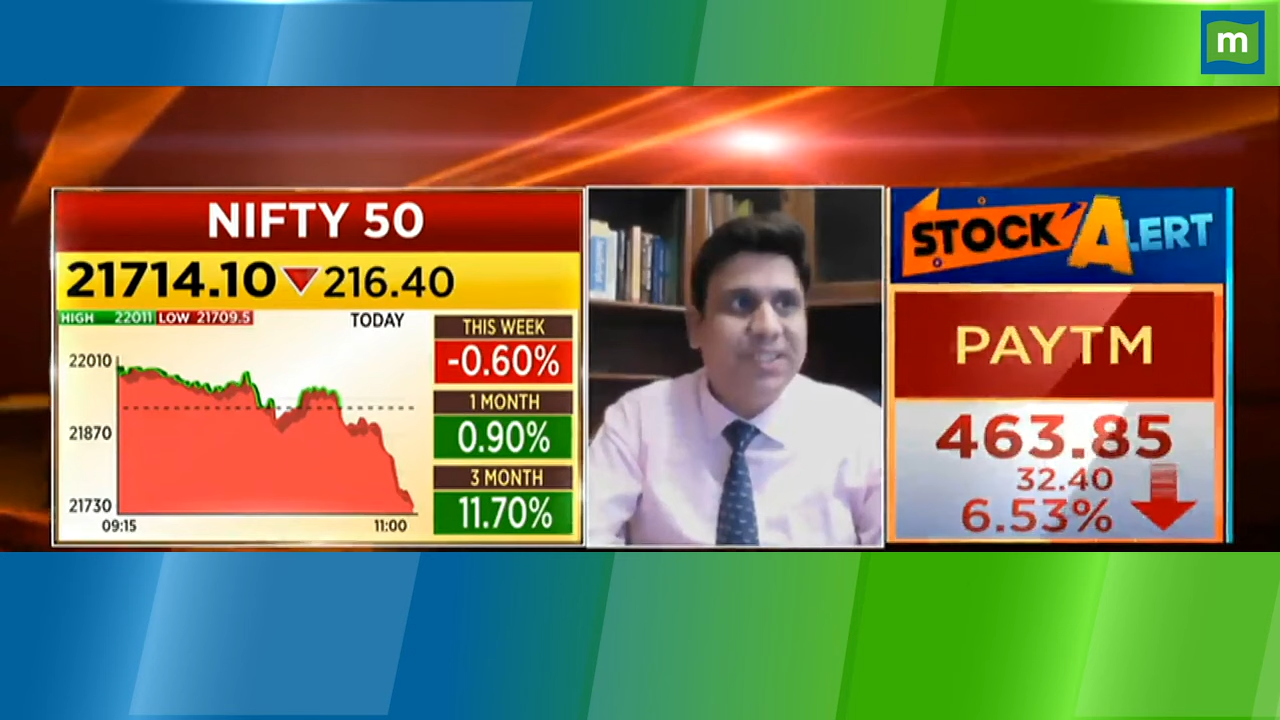 m
NIFTY 50
21714.10 ▼ 216.40
HIGH 22011 LOW 21709.5
TODAY
22010
21870
21730
09:15
11:00
THIS WEEK
-0.60%
1 MONTH
0.90%
3 MONTH
11.70%
STOCK ALERT
PAYTM
463.85
32.40
6.53%